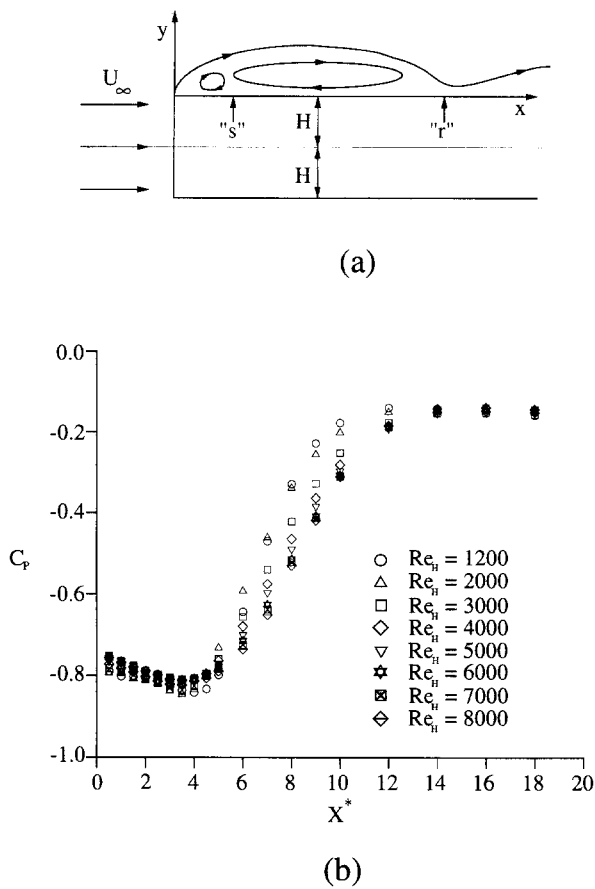 y
U∞
x
"s"
H
"r"
H
(a)
0.0
-0.2
-0.4
CP
-0.6
-0.8
-1.0
ReH = 1200
ReH = 2000
ReH = 3000
ReH = 4000
ReH = 5000
ReH = 6000
ReH = 7000
ReH = 8000
0 2 4 6 8 10 12 14 16 18 20
X*
(b)